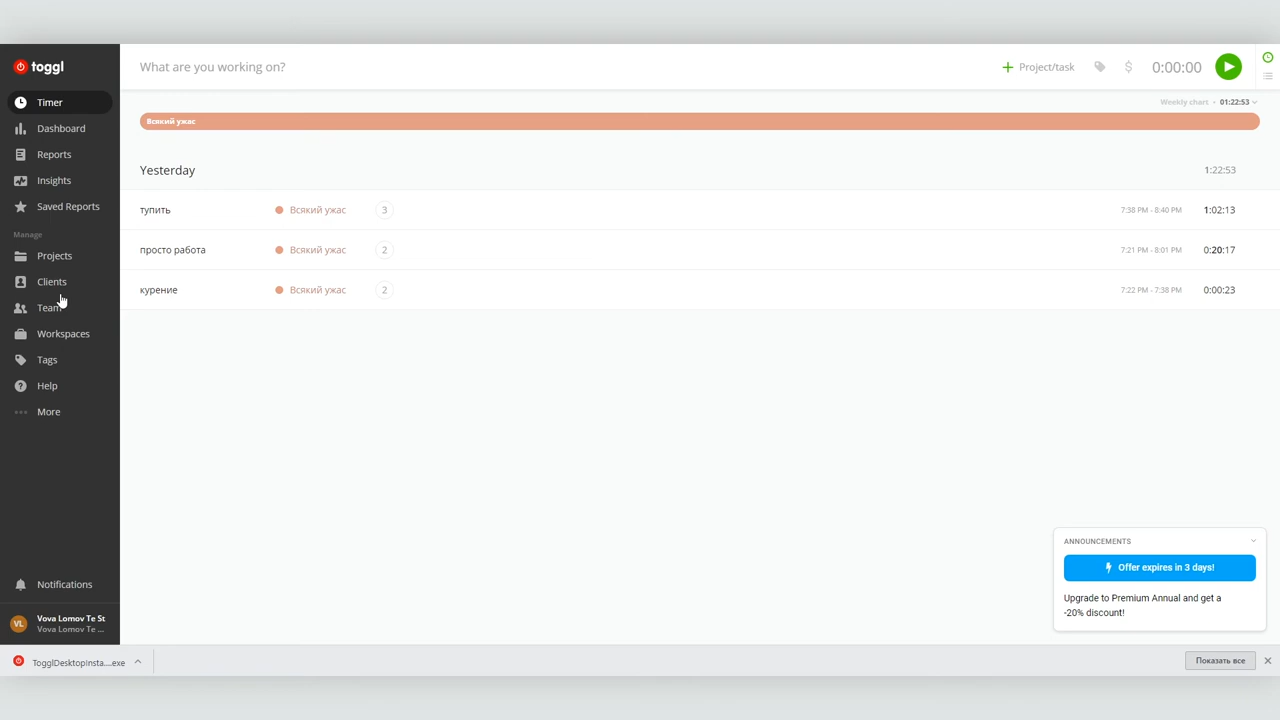 toggl
What are you working on?
Project/task
$
0:00:00
Timer
Weekly chart • 01:22:53
Всякий ужас
Dashboard
Reports
Yesterday
1:22:53
Insights
Saved Reports
тупить
Всякий ужас
3
7:38 PM - 8:40 PM
1:02:13
Manage
просто работа
Всякий ужас
2
7:21 PM - 8:01 PM
0:20:17
Projects
Clients
курение
Всякий ужас
2
7:22 PM - 7:38 PM
0:00:23
Team
Workspaces
Tags
Help
More
ANNOUNCEMENTS
Offer expires in 3 days!
Upgrade to Premium Annual and get a
-20% discount!
Notifications
VL
Vova Lomov Te St
Vova Lomov Te ...
TogglDesktopInsta....exe
Показать все